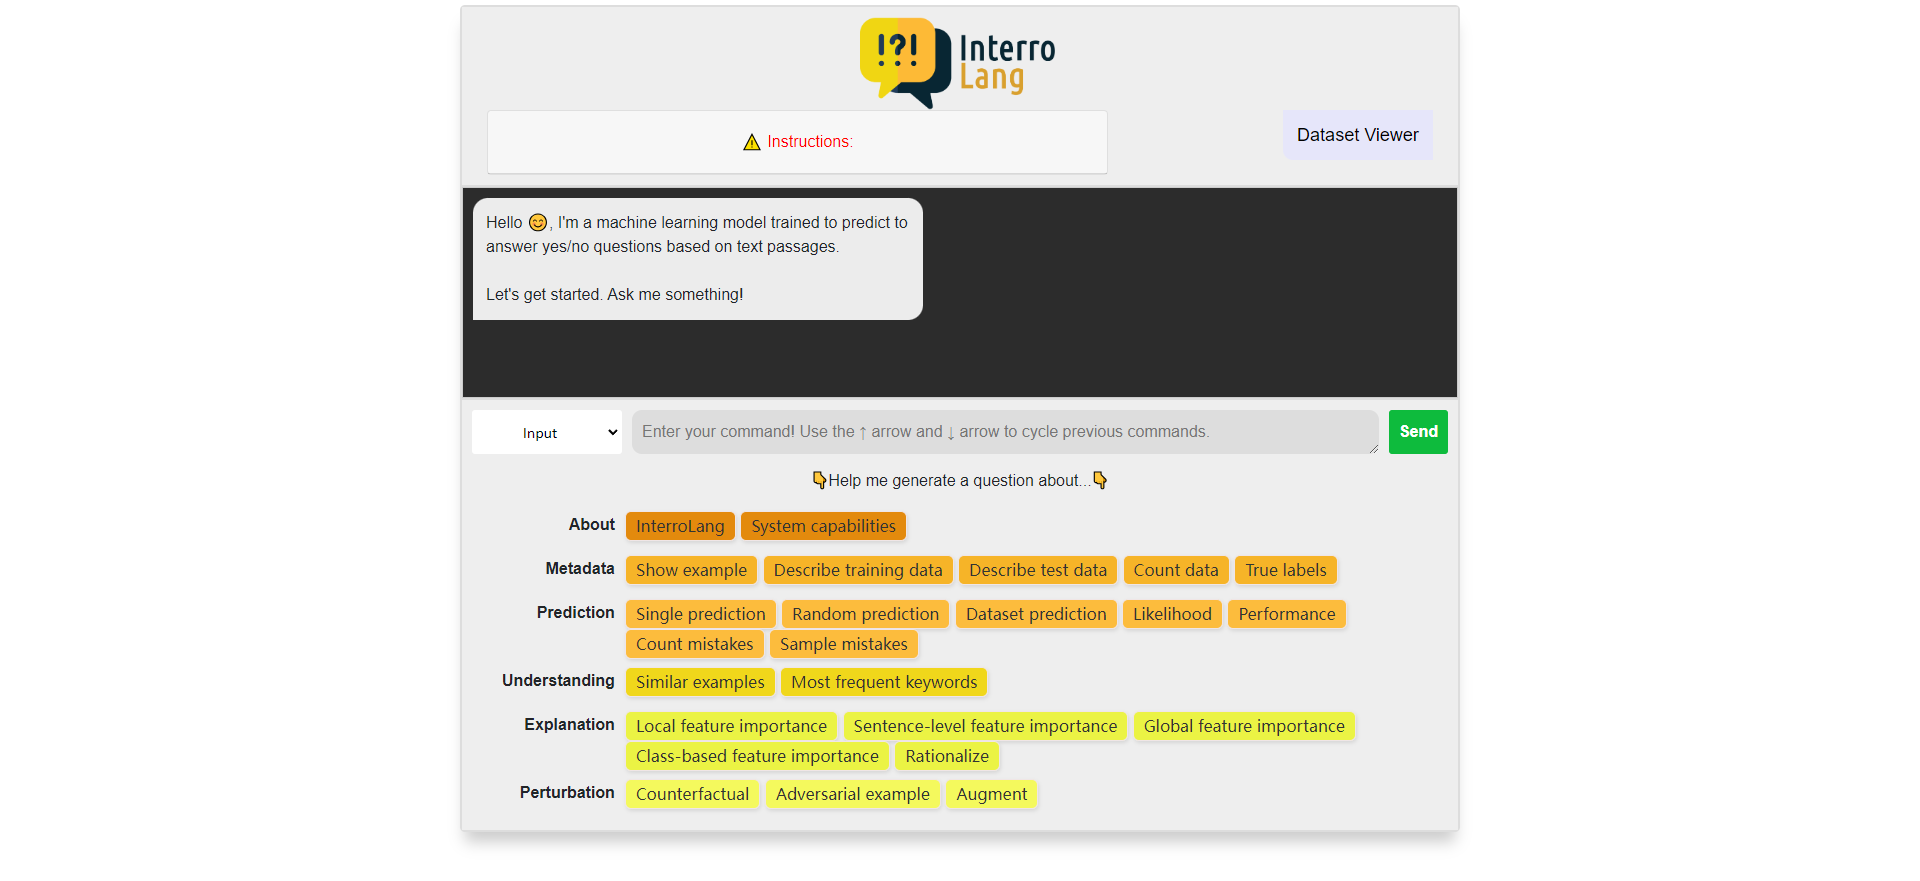 !?!
Interro
Lang
⚠ Instructions:
Dataset Viewer
Hello 😊, I'm a machine learning model trained to predict to
answer yes/no questions based on text passages.
Let's get started. Ask me something!
Input
Enter your command! Use the ↑ arrow and ↓ arrow to cycle previous commands.
Send
👇Help me generate a question about...👇
About InterroLang System capabilities
Metadata Show example Describe training data Describe test data Count data True labels
Prediction Single prediction Random prediction Dataset prediction Likelihood Performance
Count mistakes Sample mistakes
Understanding Similar examples Most frequent keywords
Explanation Local feature importance Sentence-level feature importance Global feature importance
Class-based feature importance Rationalize
Perturbation Counterfactual Adversarial example Augment